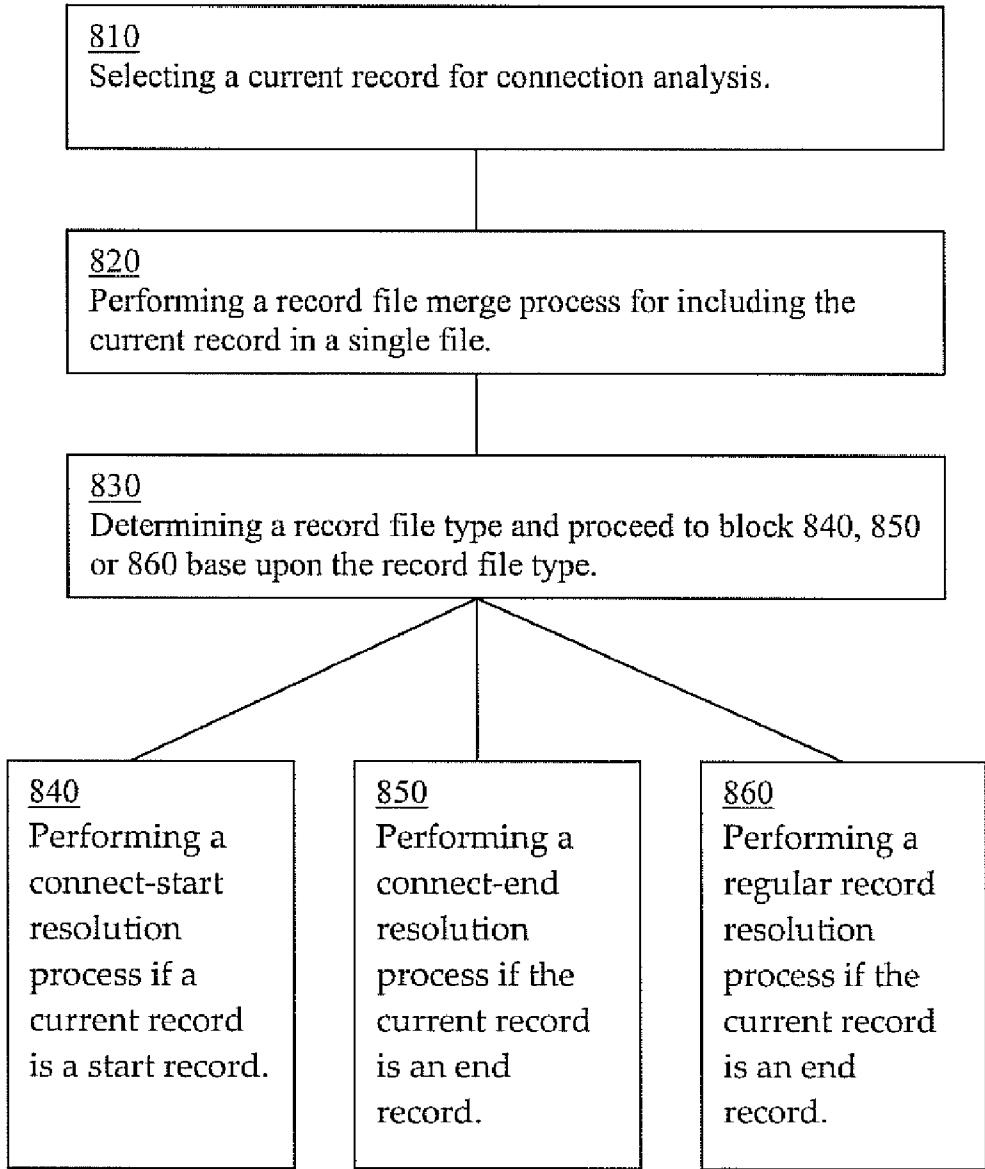 810
Selecting a current record for connection analysis.
820
Performing a record file merge process for including the
current record in a single file.
830
Determining a record file type and proceed to block 840, 850
or 860 base upon the record file type.
840
Performing a
connect-start
resolution
process if a
current record
is a start record.
850
Performing a
connect-end
resolution
process if the
current record
is an end
record.
860
Performing a
regular record
resolution
process if the
current record
is an end
record.